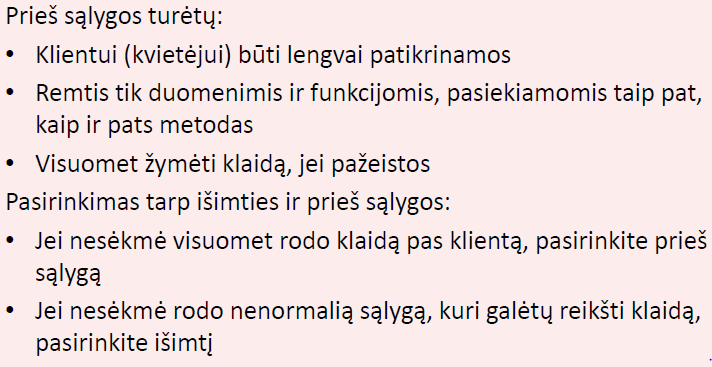 Prieš sąlygos turėtų:
• Klientui (kvietėjui) būti lengvai patikrinamos
• Remtis tik duomenimis ir funkcijomis, pasiekiamomis taip pat,
kaip ir pats metodas
• Visuomet žymėti klaidą, jei pažeistos
Pasirinkimas tarp išimties ir prieš sąlygos:
• Jei nesėkmė visuomet rodo klaidą pas klientą, pasirinkite prieš
sąlygą
• Jei nesėkmė rodo nenormalią sąlygą, kuri galėtų reikšti klaidą,
pasirinkite išimtį